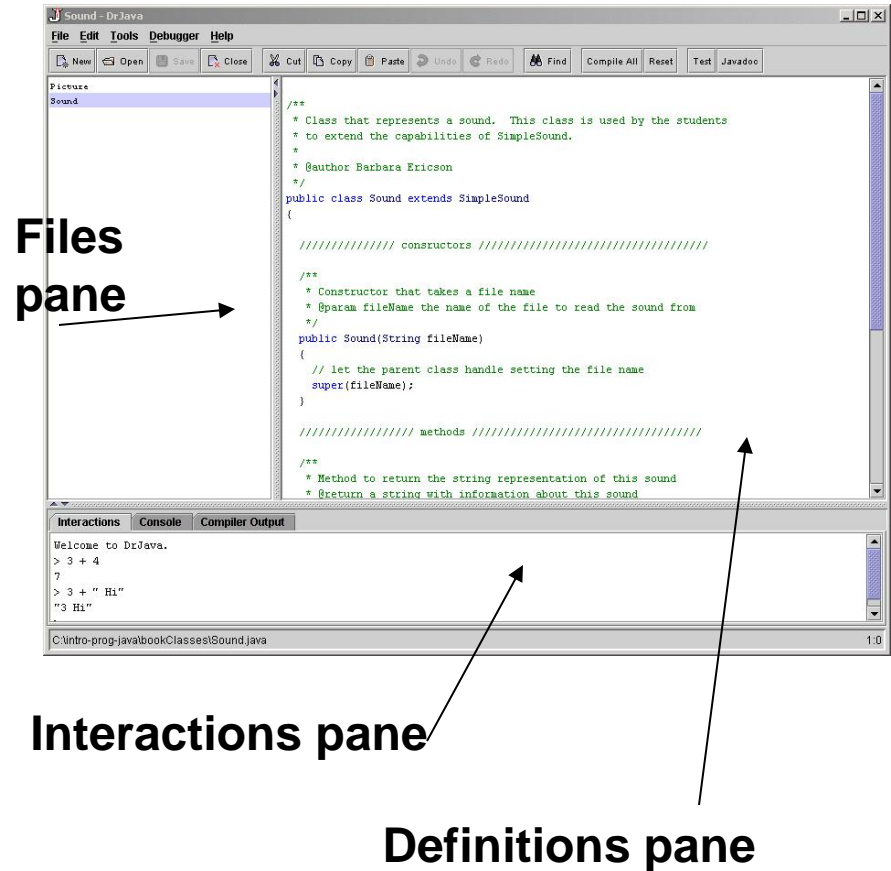 Sound - DrJava
File Edit Tools Debugger Help
New Open Save Close Cut Copy Paste Undo Redo Find Compile All Reset Test Javadoc
Picture
Sound
/**
* Class that represents a sound. This class is used by the students
* to extend the capabilities of SimpleSound.
*
* @author Barbara Ericson
*/
public class Sound extends SimpleSound
{
/////////////// consructors ////////////////////////////////////
/**
* Constructor that takes a file name
* @param fileName the name of the file to read the sound from
*/
public Sound(String fileName)
{
// let the parent class handle setting the file name
super(fileName);
}
////////////////// methods ////////////////////////////////////
/**
* Method to return the string representation of this sound
* @return a string with information about this sound
Files
pane
Interactions Console Compiler Output
Welcome to DrJava.
> 3 + 4
7
> 3 + " Hi"
"3 Hi"
C:\intro-prog-java\bookClasses\Sound.java 1:0
Interactions pane
Definitions pane